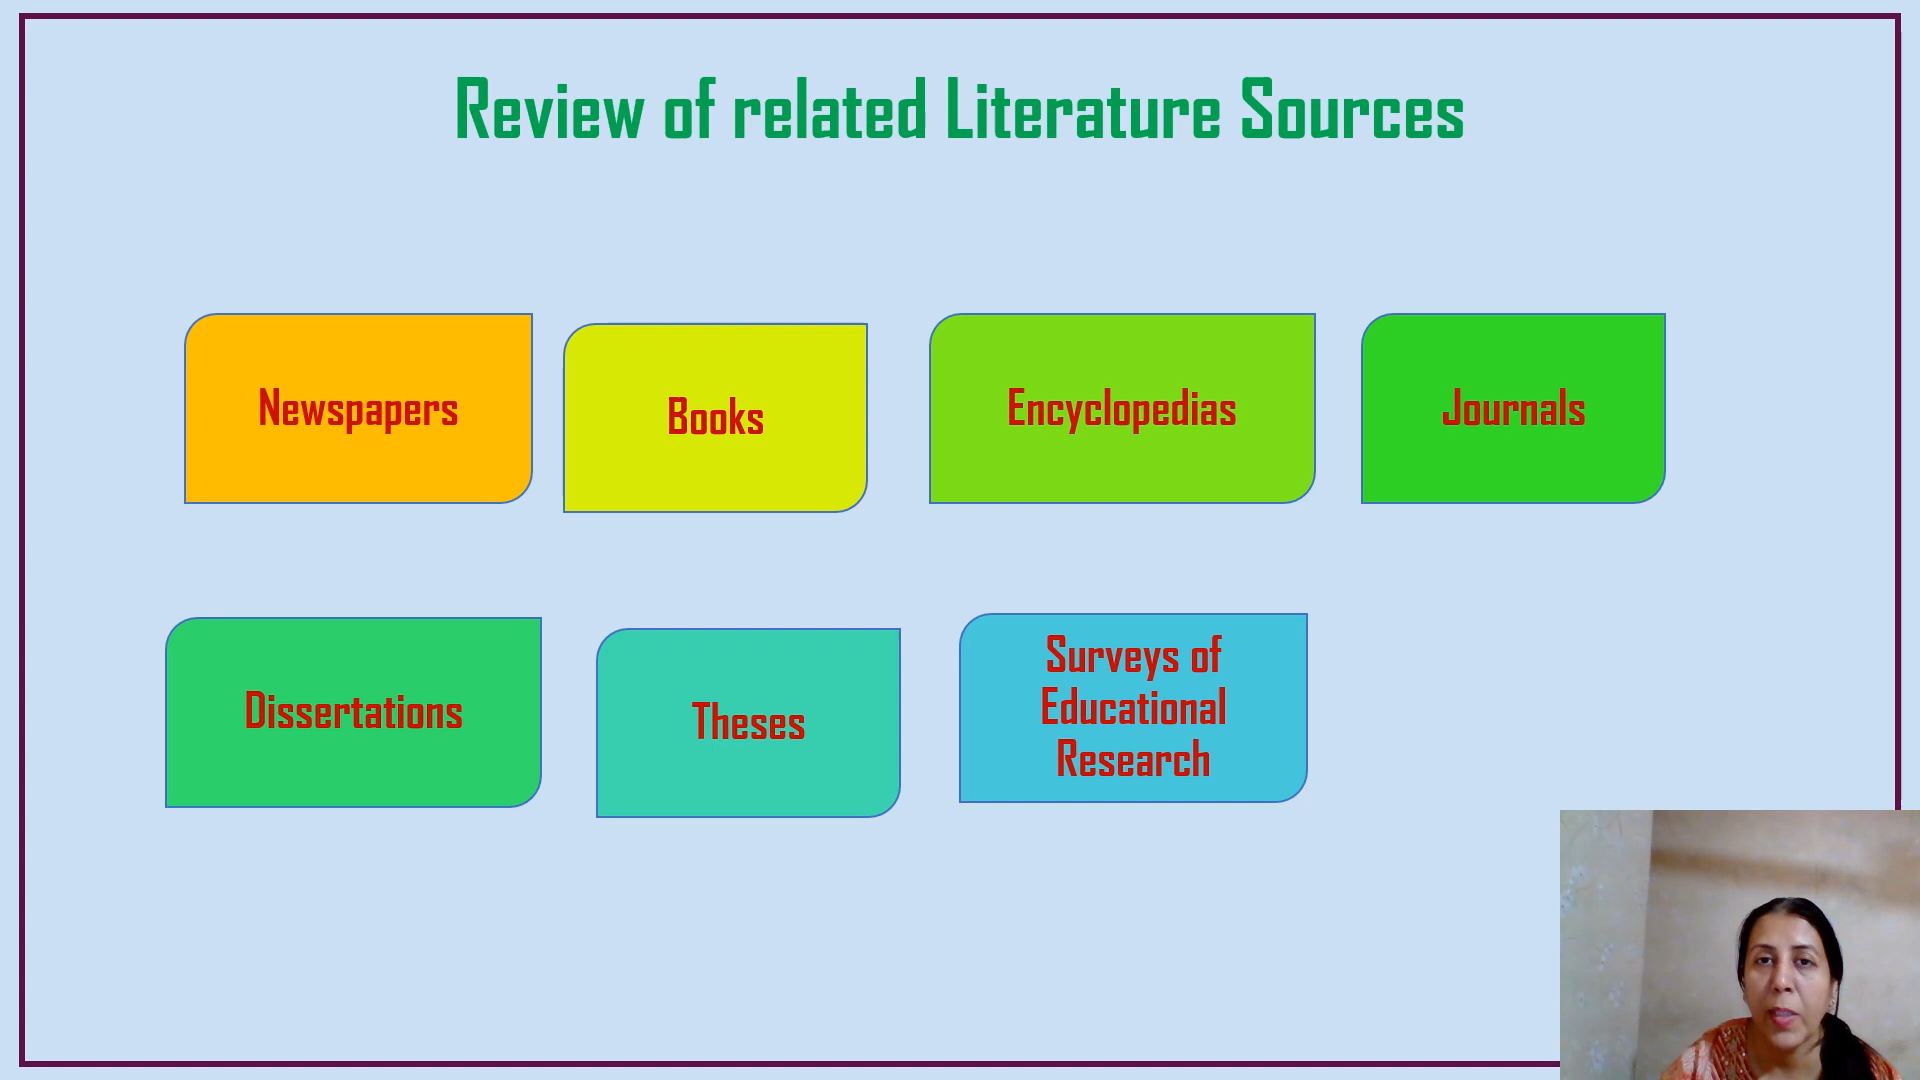 Review of related Literature Sources
Newspapers
Books
Encyclopedias
Journals
Dissertations
Theses
Surveys of
Educational
Research